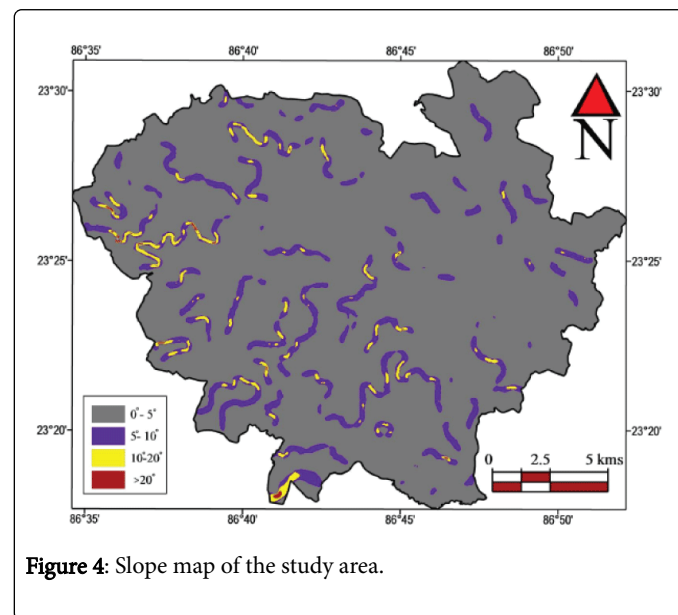 86°35' 86°40' 86°45' 86°50'
23°30' 23°30'
N
23°25' 23°25'
0°- 5°
5°- 10°
10°-20°
>20°
23°20' 23°20'
0 2.5 5 kms
86°35' 86°40' 86°45' 86°50'
Figure 4: Slope map of the study area.